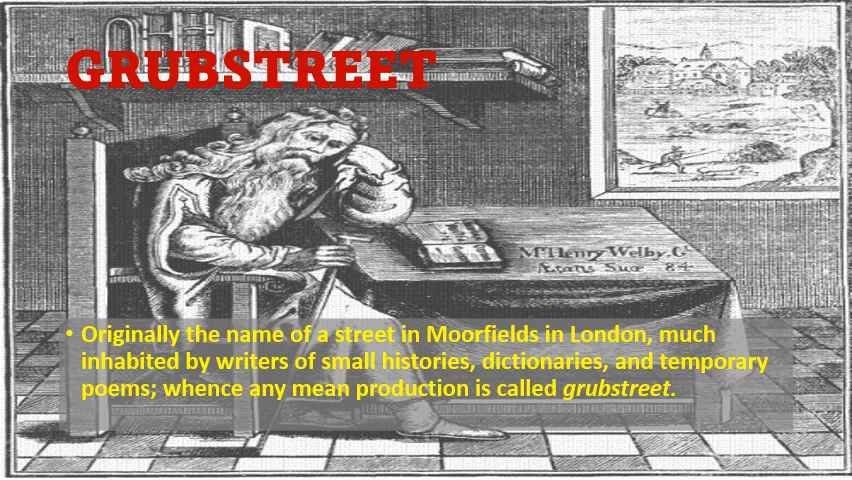 GRUBSTREET
Mr Henry Welby. G.
Ætatis Suæ 84
• Originally the name of a street in Moorfields in London, much
inhabited by writers of small histories, dictionaries, and temporary
poems; whence any mean production is called grubstreet.